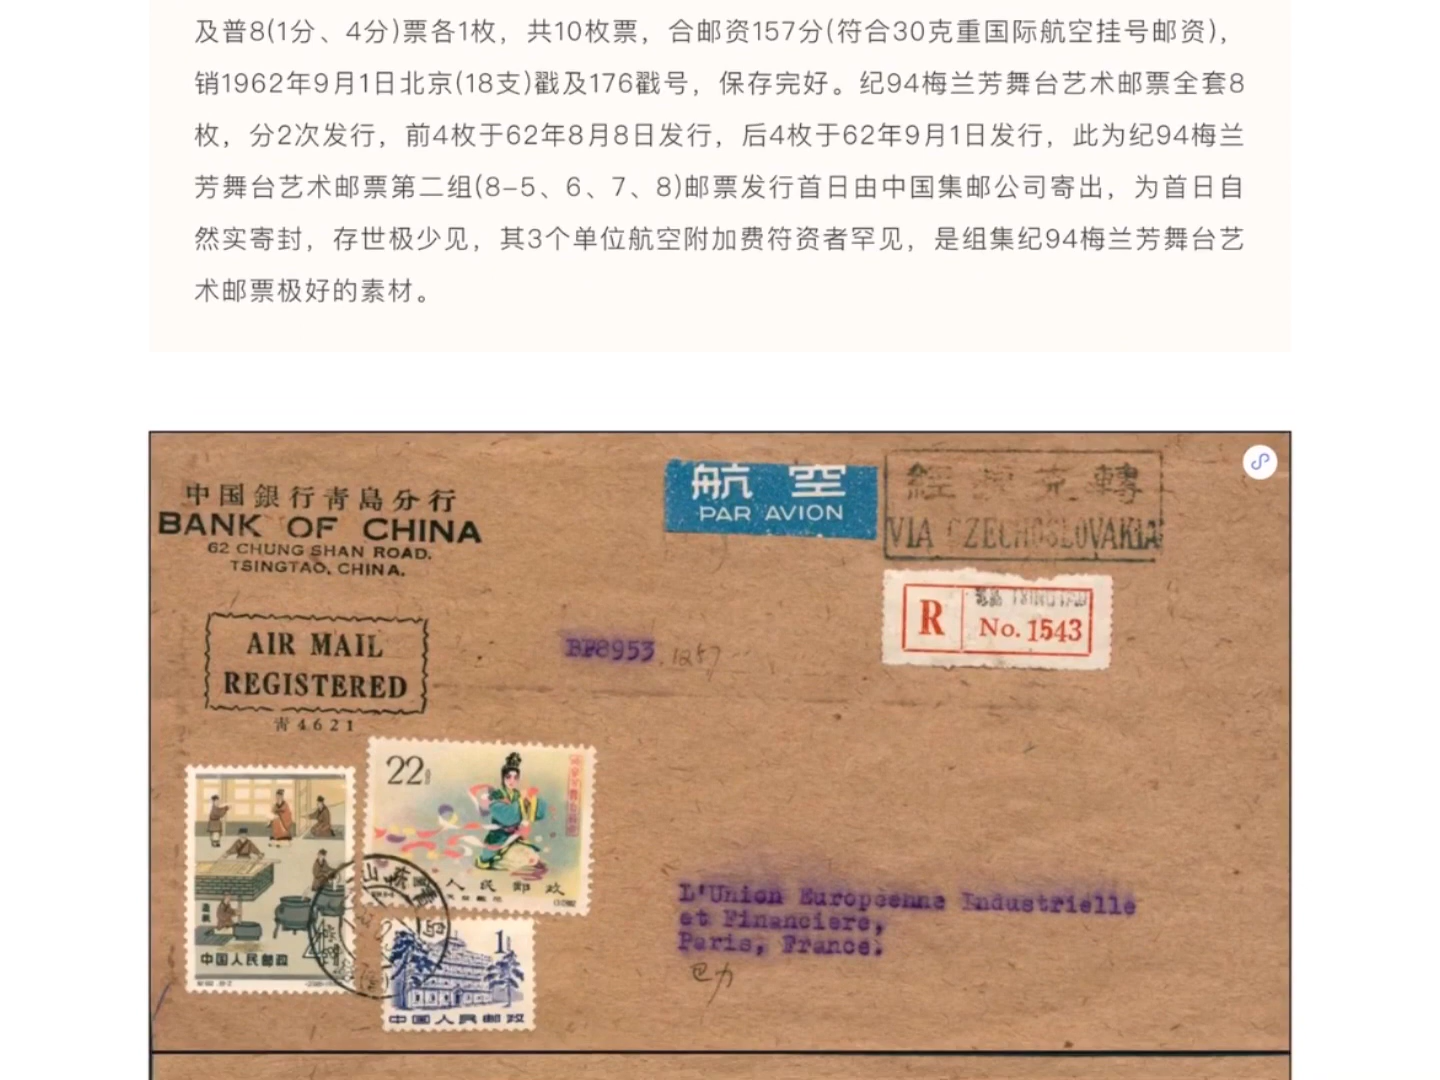 及普8(1分、4分)票各1枚，共10枚票，合邮资157分(符合30克重国际航空挂号邮资)，
销1962年9月1日北京(18支)戳及176戳号，保存完好。纪94梅兰芳舞台艺术邮票全套8
枚，分2次发行，前4枚于62年8月8日发行，后4枚于62年9月1日发行，此为纪94梅兰
芳舞台艺术邮票第二组(8-5、6、7、8)邮票发行首日由中国集邮公司寄出，为首日自
然实寄封，存世极少见，其3个单位航空附加费符资者罕见，是组集纪94梅兰芳舞台艺
术邮票极好的素材。
中国銀行青島分行
BANK OF CHINA
62 CHUNG SHAN ROAD.
TSINGTAO, CHINA.
航空
PAR AVION
經捷克轉
VIA CZECHOSLOVAKIA
R
No. 1543
AIR MAIL
REGISTERED
青4621
BF8953
22
人民邮政
中国人民邮政
1
中国人民邮政
L'Union Européenne Industrielle
et Financiere,
Paris, France.